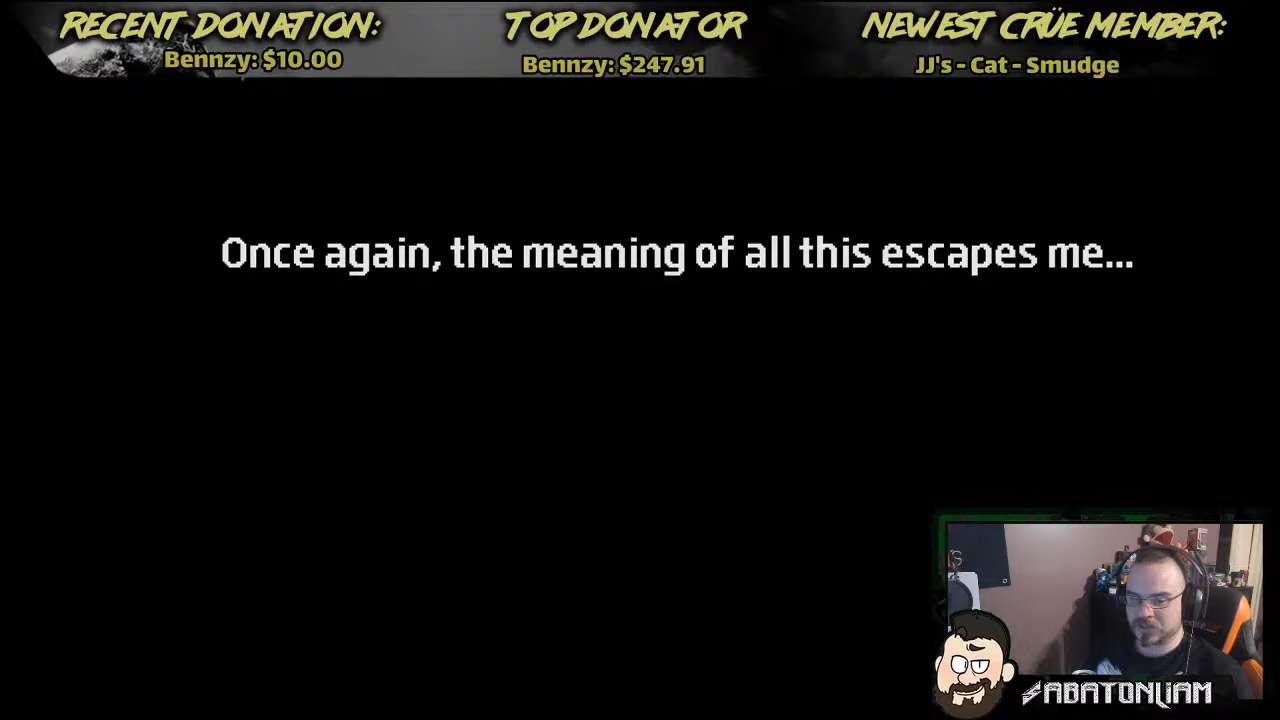 RECENT DONATION:
Bennzy: $10.00
TOP DONATOR
Bennzy: $247.91
NEWEST CRÜE MEMBER:
JJ's - Cat - Smudge
Once again, the meaning of all this escapes me...
SABATONLIAM